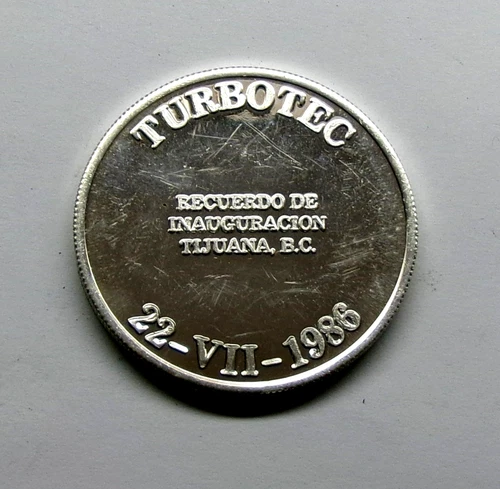 TURBOTEC
RECUERDO DE
INAUGURACION
TIJUANA, B.C.
22-VII-1986